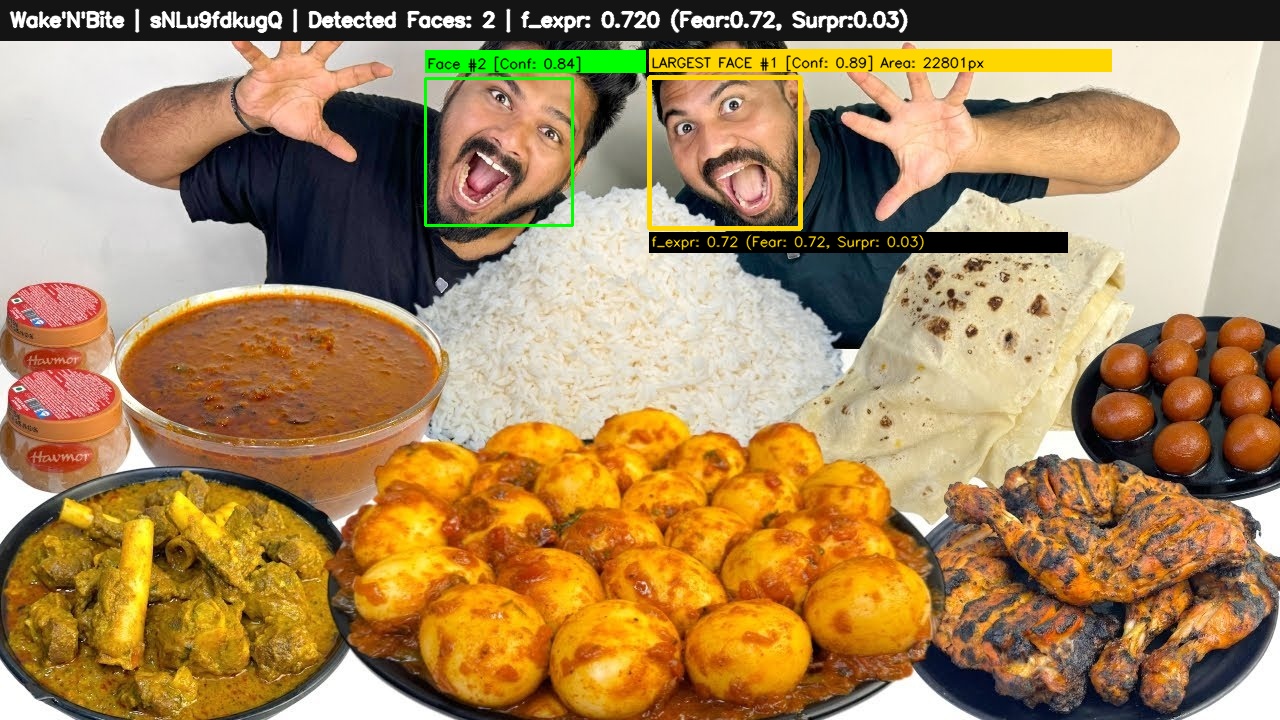 Wake'N'Bite | sNLu9fdkugQ | Detected Faces: 2 | f_expr: 0.720 (Fear:0.72, Surpr:0.03)
Face #2 [Conf: 0.84]
LARGEST FACE #1 [Conf: 0.89] Area: 22801px
f_expr: 0.72 (Fear: 0.72, Surpr: 0.03)
Havmor
Havmor